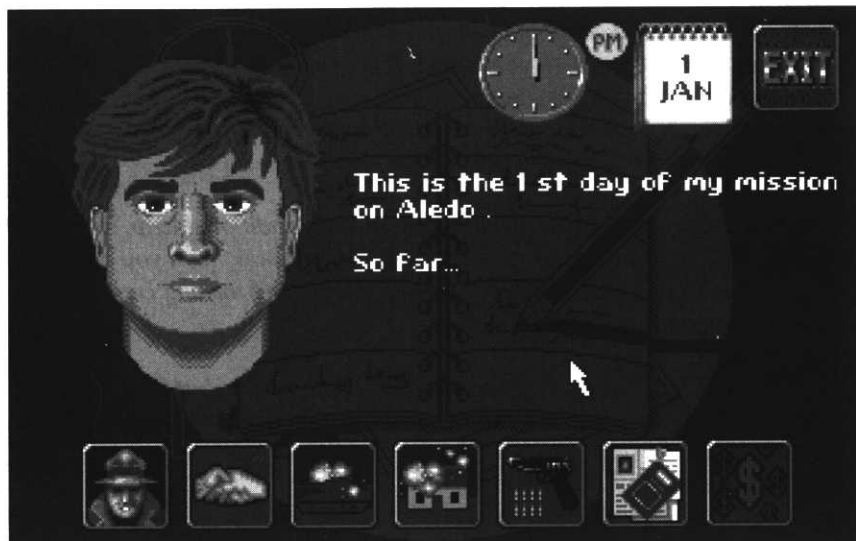 PM
1
JAN
EXIT
This is the 1 st day of my mission
on Aledo .
So far...
$